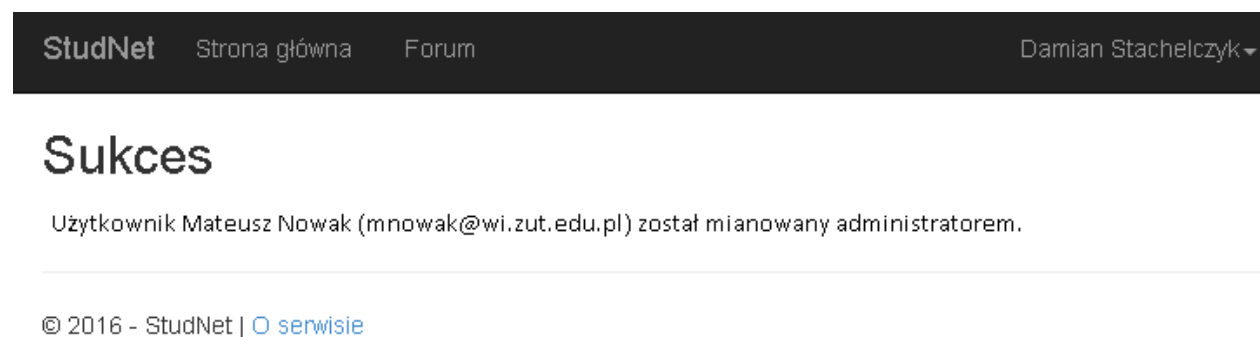 StudNet Strona główna Forum Damian Stachelczyk
Sukces
Użytkownik Mateusz Nowak (mnowak@wi.zut.edu.pl) został mianowany administratorem.
© 2016 - StudNet | O serwisie